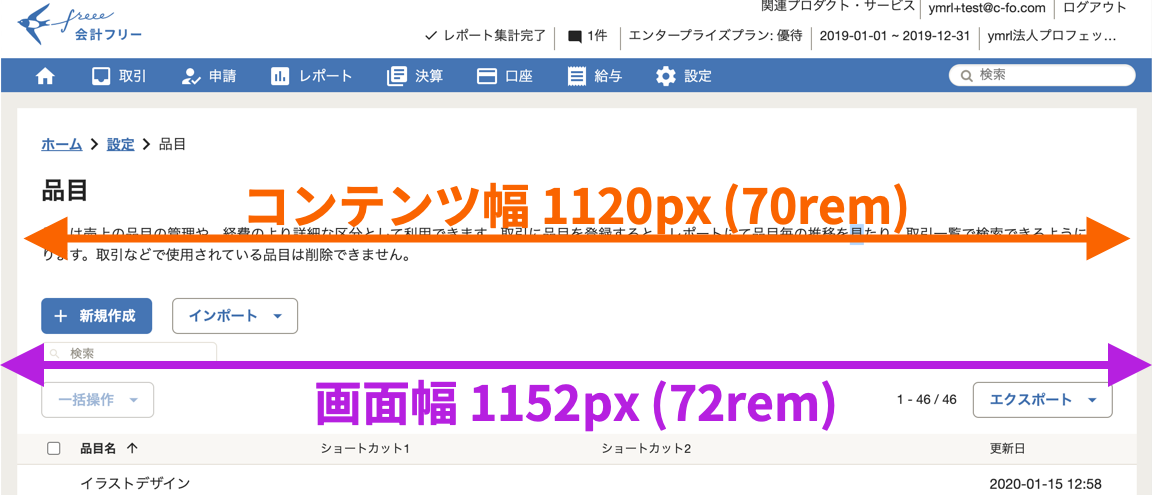 freee
会計フリー
関連プロダクト・サービス ymrl+test@c-fo.com ログアウト
レポート集計完了 1件 エンタープライズプラン: 優待 2019-01-01 ~ 2019-12-31 ymrl法人プロフェッ...
取引 申請 レポート 決算 口座 給与 設定 検索
ホーム 設定 品目
品目
コンテンツ幅 1120px (70rem)
は売上の品目の管理や、経費のより詳細な区分として利用できます。取引に品目を登録すると、レポートにて品目毎の推移を見たり、取引一覧で検索できるように
ります。取引などで使用されている品目は削除できません。
+ 新規作成 インポート
検索
画面幅 1152px (72rem)
一括操作 1 - 46 / 46 エクスポート
品目名 ↑ ショートカット1 ショートカット2 更新日
イラストデザイン 2020-01-15 12:58